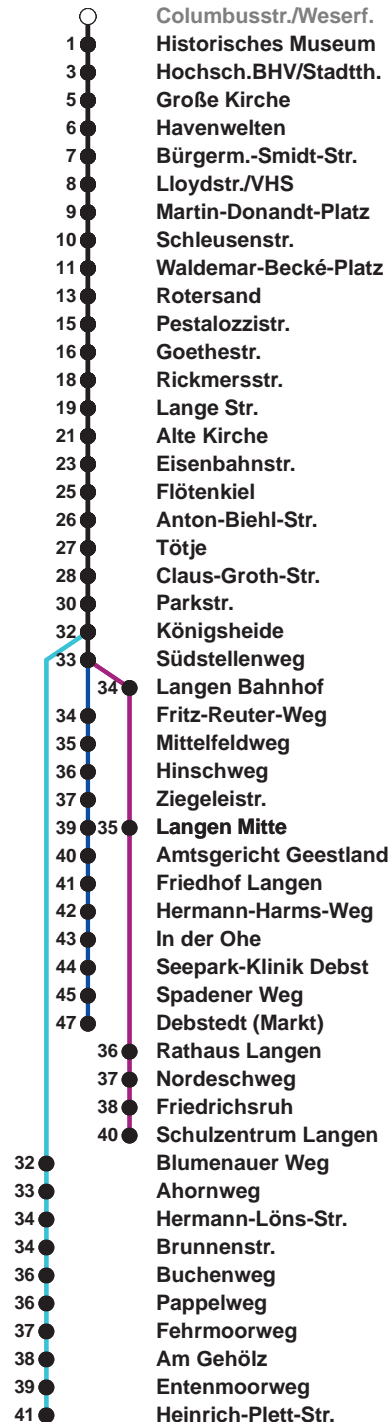 Columbusstr./Weserf.
1 Historisches Museum
3 Hochsch.BHV/Stadtth.
5 Große Kirche
6 Havenwelten
7 Bürgerm.-Smidt-Str.
8 Lloydstr./VHS
9 Martin-Donandt-Platz
10 Schleusenstr.
11 Waldemar-Becké-Platz
13 Rotersand
15 Pestalozzistr.
16 Goethestr.
18 Rickmersstr.
19 Lange Str.
21 Alte Kirche
23 Eisenbahnstr.
25 Flötenkiel
26 Anton-Biehl-Str.
27 Tötje
28 Claus-Groth-Str.
30 Parkstr.
32 Königsheide
33 Südstellenweg
34 Langen Bahnhof
34 Fritz-Reuter-Weg
35 Mittelfeldweg
36 Hinschweg
37 Ziegeleistr.
39 35 Langen Mitte
40 Amtsgericht Geestland
41 Friedhof Langen
42 Hermann-Harms-Weg
43 In der Ohe
44 Seepark-Klinik Debst
45 Spadener Weg
47 Debstedt (Markt)
36 Rathaus Langen
37 Nordeschweg
38 Friedrichsruh
40 Schulzentrum Langen
32 Blumenauer Weg
33 Ahornweg
34 Hermann-Löns-Str.
34 Brunnenstr.
36 Buchenweg
36 Pappelweg
37 Fehrmoorweg
38 Am Gehölz
39 Entenmoorweg
41 Heinrich-Plett-Str.